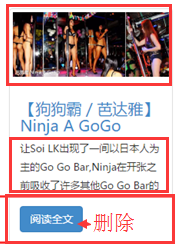 【狗狗霸 / 芭达雅】
Ninja A GoGo
让Soi LK出现了一间以日本人为
主的Go Go Bar,Ninja在开张之
前吸收了许多其他Go Go Bar的
阅读全文
删除